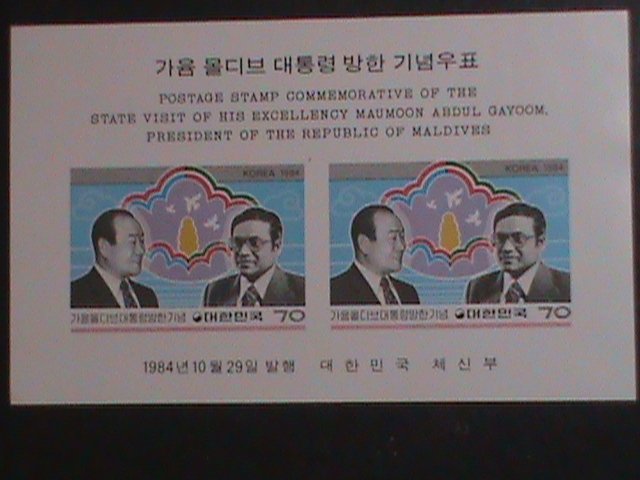 가윰 몰디브 대통령 방한 기념우표
POSTAGE STAMP COMMEMORATIVE OF THE
STATE VISIT OF HIS EXCELLENCY MAUMOON ABDUL GAYOOM,
PRESIDENT OF THE REPUBLIC OF MALDIVES
KOREA 1984
가윰몰디브대통령방한기념 대한민국 70
KOREA 1984
가윰몰디브대통령방한기념 대한민국 70
1984년 10월 29일 발행 대한민국 체신부